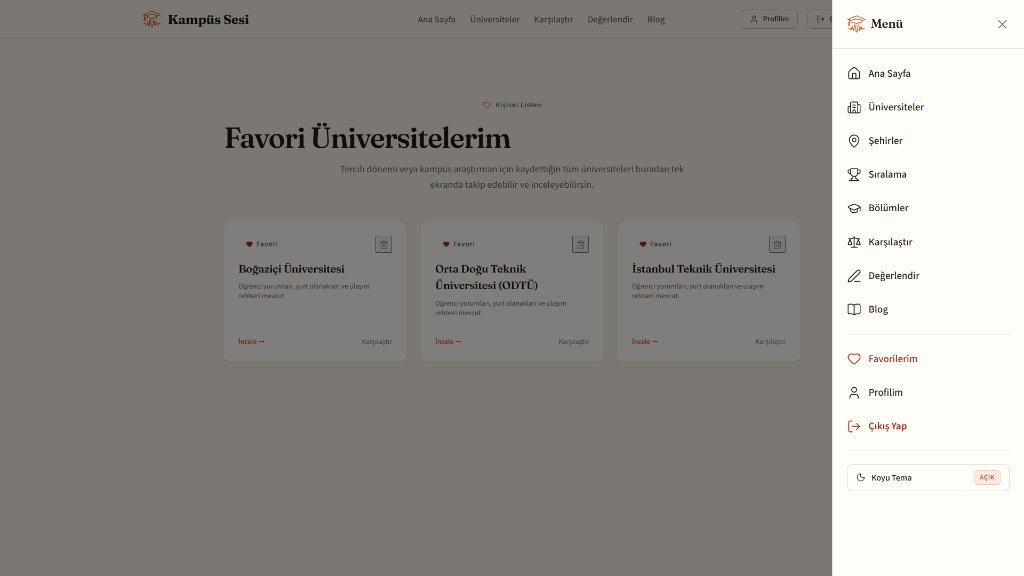 Kampüs Sesi
Ana Sayfa Üniversiteler Karşılaştır Değerlendir Blog
Profilim
Kişisel Listen
Favori Üniversitelerim
Tercih dönemi veya kampüs araştırman için kaydettiğin tüm üniversiteleri buradan tek
ekranda takip edebilir ve inceleyebilirsin.
Favori
Boğaziçi Üniversitesi
Öğrenci yorumları, yurt olanakları ve ulaşım
rehberi mevcut.
İncele → Karşılaştır
Favori
Orta Doğu Teknik
Üniversitesi (ODTÜ)
Öğrenci yorumları, yurt olanakları ve ulaşım
rehberi mevcut.
İncele → Karşılaştır
Favori
İstanbul Teknik Üniversitesi
Öğrenci yorumları, yurt olanakları ve ulaşım
rehberi mevcut.
İncele → Karşılaştır
Menü
Ana Sayfa
Üniversiteler
Şehirler
Sıralama
Bölümler
Karşılaştır
Değerlendir
Blog
Favorilerim
Profilim
Çıkış Yap
Koyu Tema AÇIK